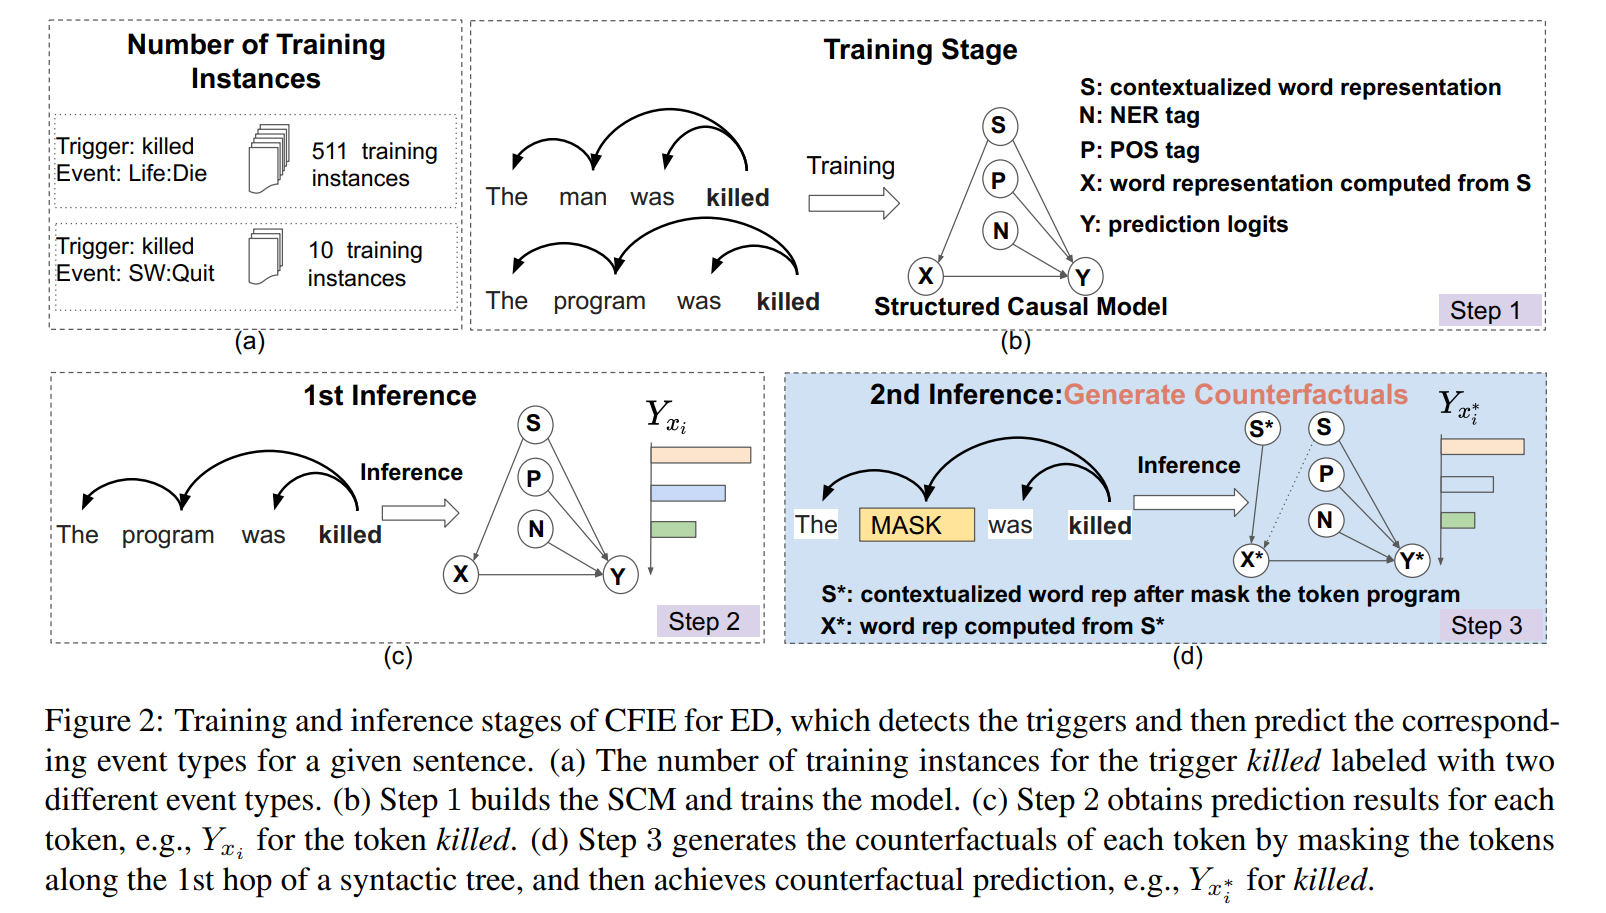 Number of Training
Instances
Trigger: killed
Event: Life:Die
511 training
instances
Trigger: killed
Event: SW:Quit
10 training
instances
(a)
Training Stage
The man was killed
The program was killed
Training
S
P
N
X
Y
Structured Causal Model
S: contextualized word representation
N: NER tag
P: POS tag
X: word representation computed from S
Y: prediction logits
Step 1
(b)
1st Inference
The program was killed
Inference
S
P
N
X
Y
Y_{x_i}
Step 2
(c)
2nd Inference:Generate Counterfactuals
The MASK was killed
Inference
S*
S
P
N
X*
Y*
Y_{x_i^*}
S*: contextualized word rep after mask the token program
X*: word rep computed from S*
Step 3
(d)
Figure 2: Training and inference stages of CFIE for ED, which detects the triggers and then predict the correspond-
ing event types for a given sentence. (a) The number of training instances for the trigger killed labeled with two
different event types. (b) Step 1 builds the SCM and trains the model. (c) Step 2 obtains prediction results for each
token, e.g., Y_{x_i} for the token killed. (d) Step 3 generates the counterfactuals of each token by masking the tokens
along the 1st hop of a syntactic tree, and then achieves counterfactual prediction, e.g., Y_{x_i^*} for killed.